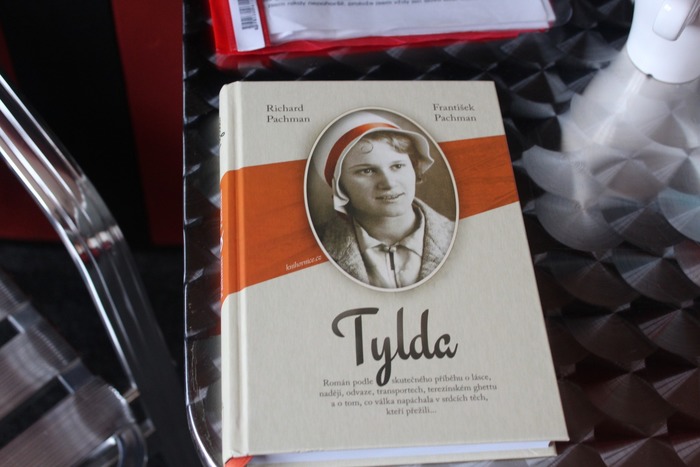 Richard
Pachman
František
Pachman
knihovnice.cz
Tylda
Román podle skutečného příběhu o lásce,
naději, odvaze, transportech, terezínském ghettu
a o tom, co válka napáchala v srdcích těch,
kteří přežili...